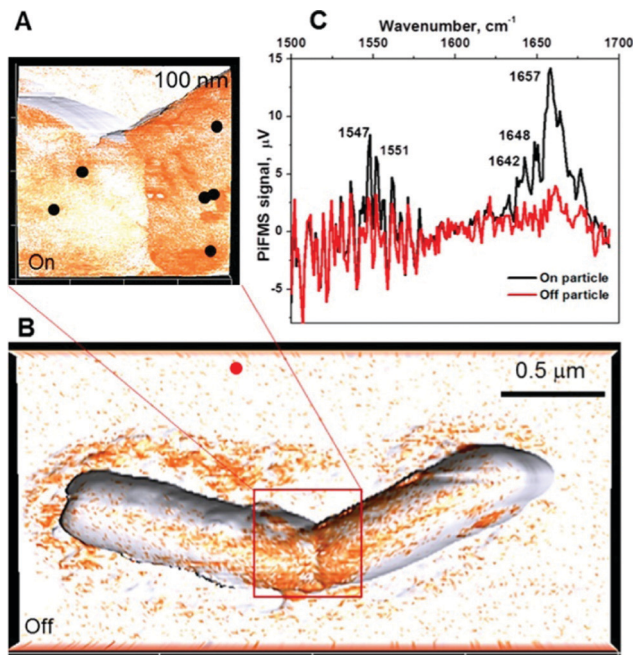 A
100 nm
On
C
Wavenumber, cm-1
1500 1550 1600 1650 1700
PiFMS signal, μV
15
10
5
0
-5
1547
1551
1642
1648
1657
On particle
Off particle
B
0.5 μm
Off